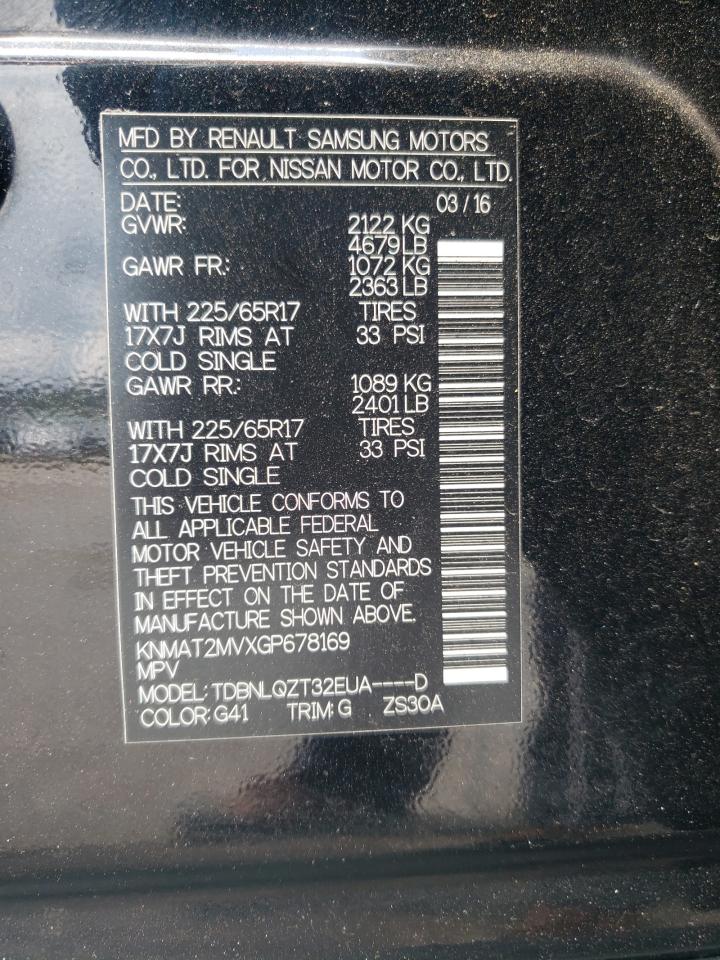 MFD BY RENAULT SAMSUNG MOTORS
CO., LTD. FOR NISSAN MOTOR CO., LTD.
DATE: 03/16
GVWR: 2122 KG
4679 LB
GAWR FR: 1072 KG
2363 LB
WITH 225/65R17 TIRES
17X7J RIMS AT 33 PSI
COLD SINGLE
GAWR RR: 1089 KG
2401 LB
WITH 225/65R17 TIRES
17X7J RIMS AT 33 PSI
COLD SINGLE
THIS VEHICLE CONFORMS TO
ALL APPLICABLE FEDERAL
MOTOR VEHICLE SAFETY AND
THEFT PREVENTION STANDARDS
IN EFFECT ON THE DATE OF
MANUFACTURE SHOWN ABOVE.
KNMAT2MVXGP678169
MPV
MODEL: TDBNLQZT32EUA----D
COLOR: G41 TRIM: G ZS30A